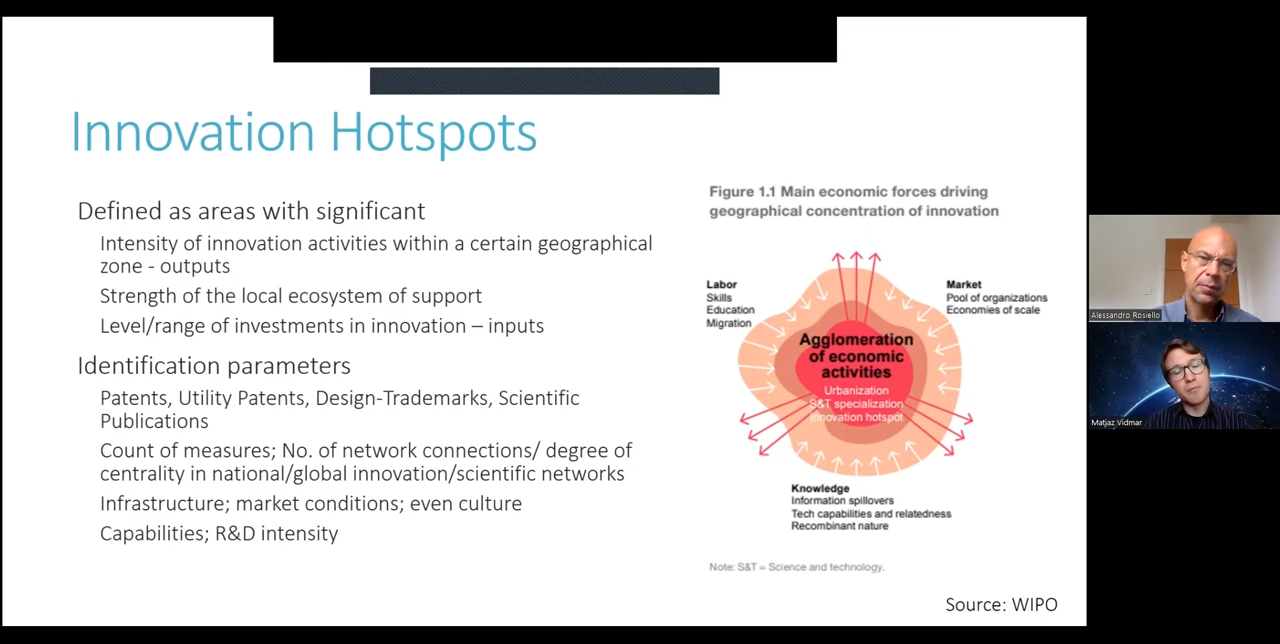 Innovation Hotspots
Defined as areas with significant
Intensity of innovation activities within a certain geographical
zone - outputs
Strength of the local ecosystem of support
Level/range of investments in innovation – inputs
Identification parameters
Patents, Utility Patents, Design-Trademarks, Scientific
Publications
Count of measures; No. of network connections/ degree of
centrality in national/global innovation/scientific networks
Infrastructure; market conditions; even culture
Capabilities; R&D intensity
Figure 1.1 Main economic forces driving
geographical concentration of innovation
Labor
Skills
Education
Migration
Market
Pool of organizations
Economies of scale
Agglomeration
of economic
activities
Urbanization
S&T specialization
Innovation hotspot
Knowledge
Information spillovers
Tech capabilities and relatedness
Recombinant nature
Note: S&T = Science and technology.
Source: WIPO
Alessandro Rosiello
Matjaz Vidmar